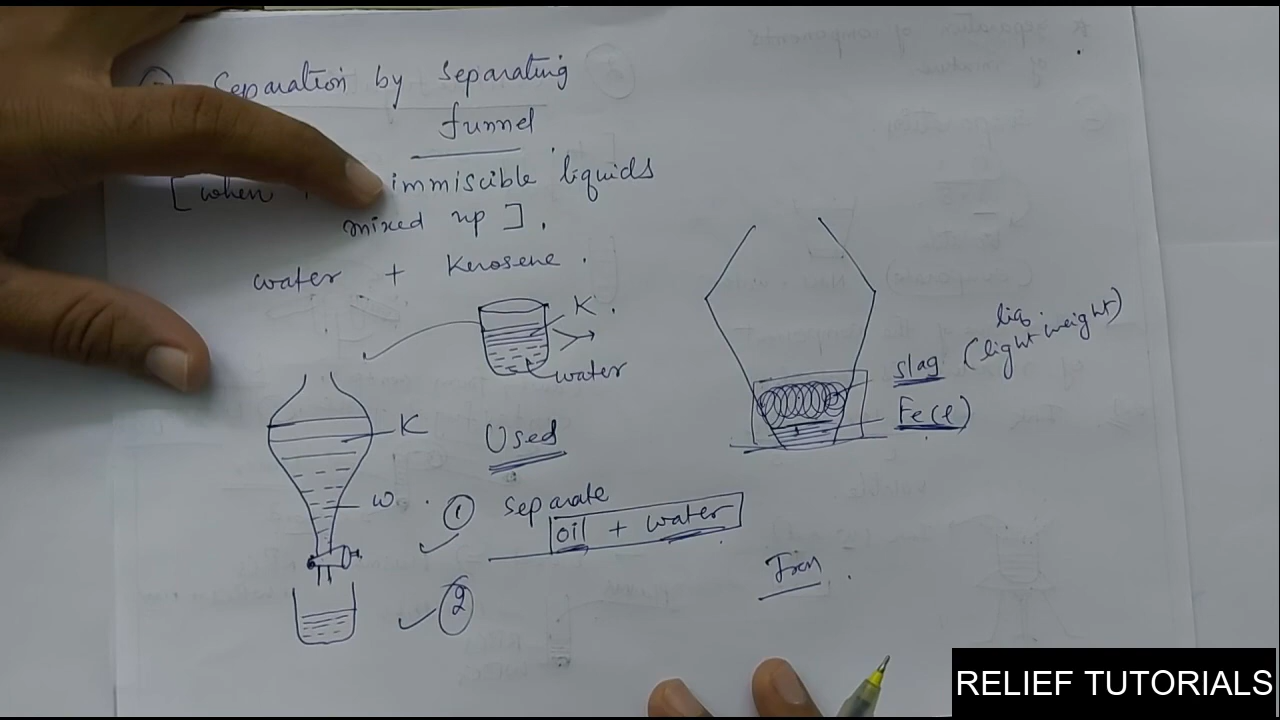 Separation by separating
funnel
[when immiscible liquids
mixed up].
water + Kerosene.
K.
water
K
w.
Used
① separate
oil + water
②
liq.
slag (light weight)
Fe(l)
Iron.
RELIEF TUTORIALS